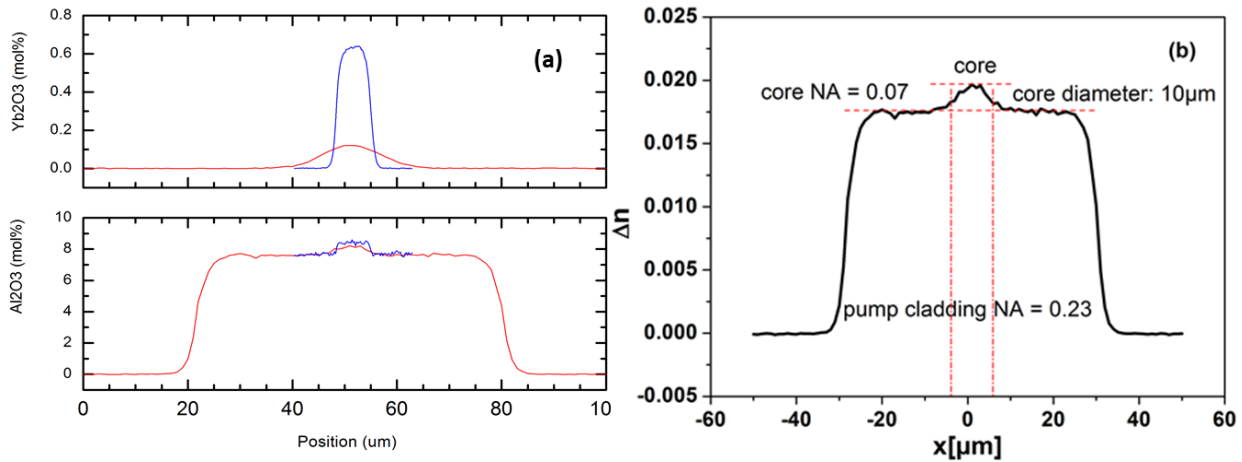 0.8
0.6
0.4
0.2
0.0
Yb2O3 (mol%)
(a)
10
8
6
4
2
0
Al2O3 (mol%)
0 20 40 60 80 10
Position (um)
0.025
0.020
0.015
0.010
0.005
0.000
-0.005
Δn
(b)
core
core NA = 0.07
core diameter: 10μm
pump cladding NA = 0.23
-60 -40 -20 0 20 40 60
x[μm]